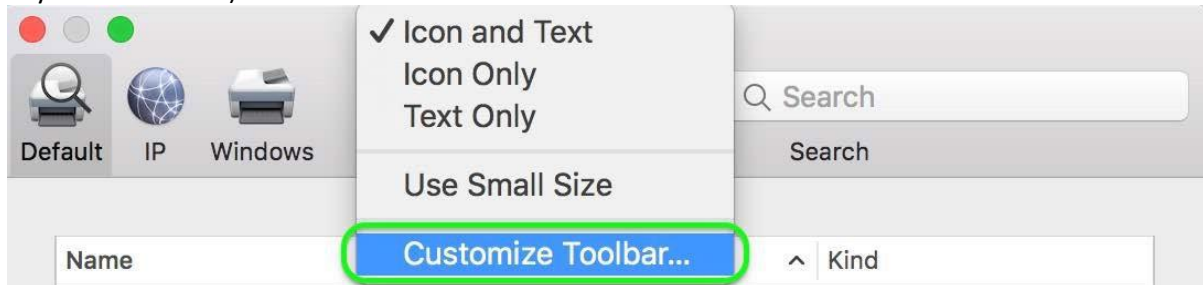 Icon and Text
Icon Only
Text Only
Search
Default IP Windows
Search
Use Small Size
Customize Toolbar...
Name
Kind